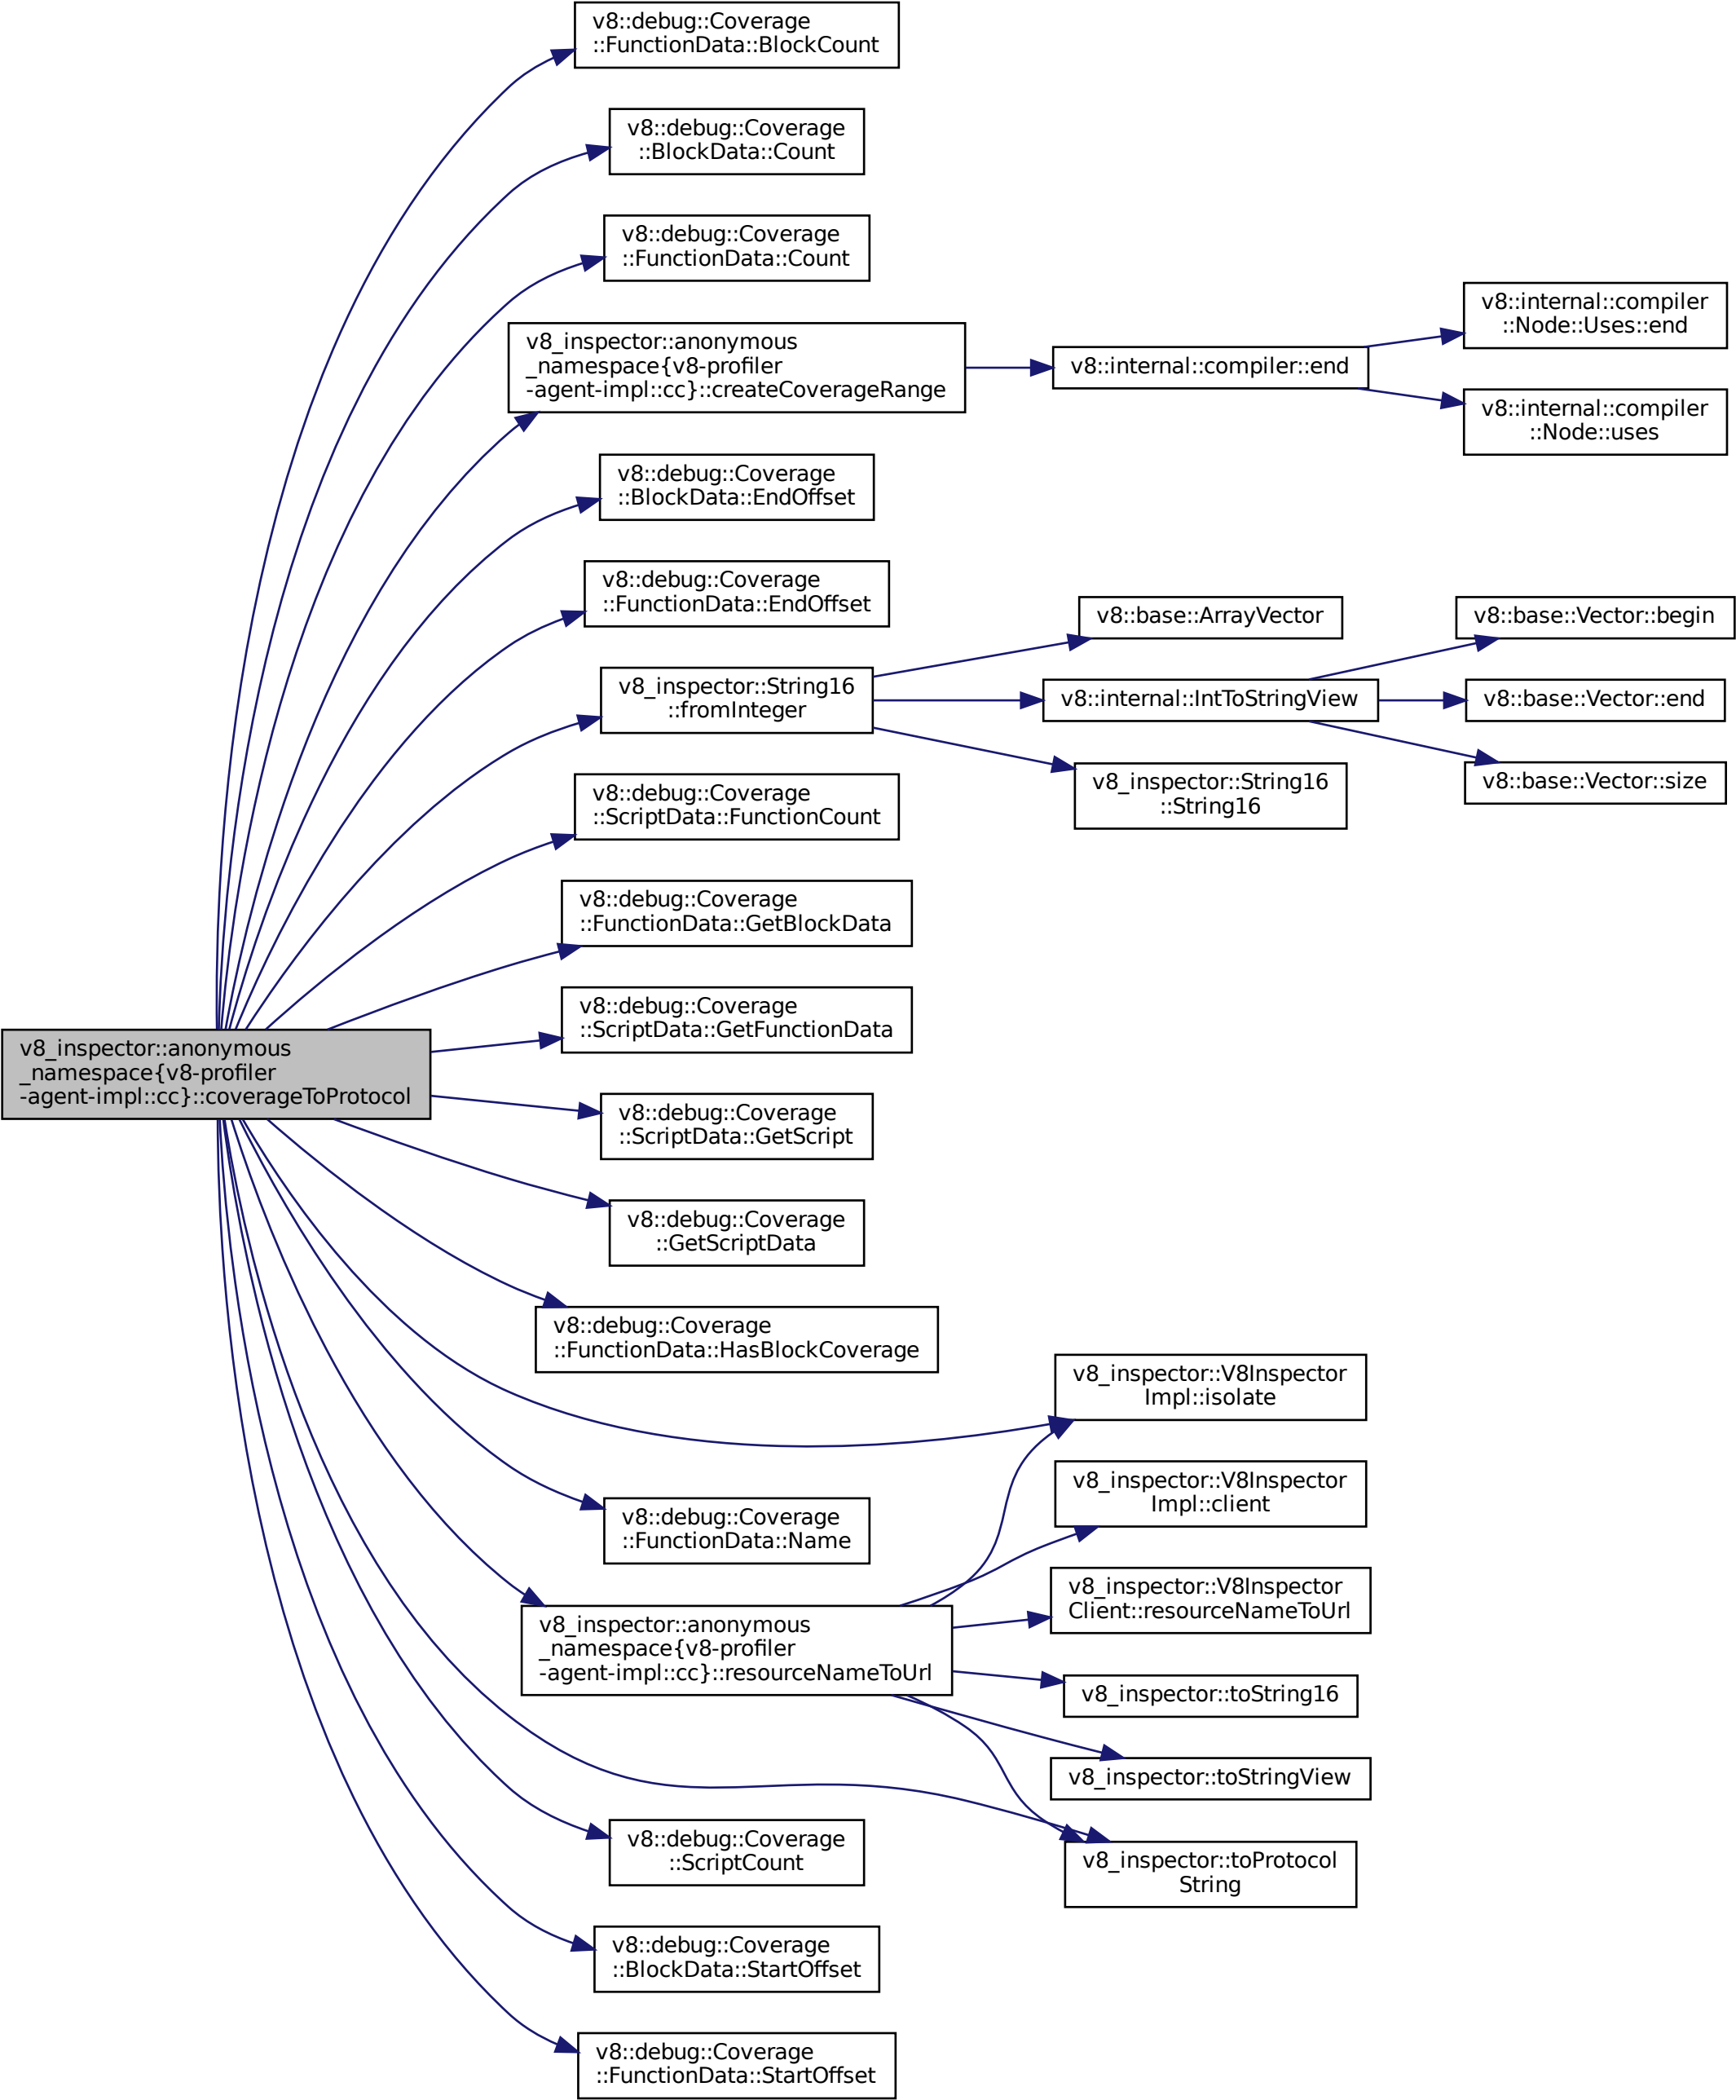 v8::debug::Coverage
::FunctionData::BlockCount
v8::debug::Coverage
::BlockData::Count
v8::debug::Coverage
::FunctionData::Count
v8_inspector::anonymous
_namespace{v8-profiler
-agent-impl::cc}::createCoverageRange
v8::internal::compiler::end
v8::internal::compiler
::Node::Uses::end
v8::internal::compiler
::Node::uses
v8::debug::Coverage
::BlockData::EndOffset
v8::debug::Coverage
::FunctionData::EndOffset
v8_inspector::String16
::fromInteger
v8::base::ArrayVector
v8::internal::IntToStringView
v8_inspector::String16
::String16
v8::base::Vector::begin
v8::base::Vector::end
v8::base::Vector::size
v8::debug::Coverage
::ScriptData::FunctionCount
v8::debug::Coverage
::FunctionData::GetBlockData
v8::debug::Coverage
::ScriptData::GetFunctionData
v8_inspector::anonymous
_namespace{v8-profiler
-agent-impl::cc}::coverageToProtocol
v8::debug::Coverage
::ScriptData::GetScript
v8::debug::Coverage
::GetScriptData
v8::debug::Coverage
::FunctionData::HasBlockCoverage
v8_inspector::V8Inspector
Impl::isolate
v8_inspector::V8Inspector
Impl::client
v8::debug::Coverage
::FunctionData::Name
v8_inspector::V8Inspector
Client::resourceNameToUrl
v8_inspector::anonymous
_namespace{v8-profiler
-agent-impl::cc}::resourceNameToUrl
v8_inspector::toString16
v8_inspector::toStringView
v8_inspector::toProtocol
String
v8::debug::Coverage
::ScriptCount
v8::debug::Coverage
::BlockData::StartOffset
v8::debug::Coverage
::FunctionData::StartOffset